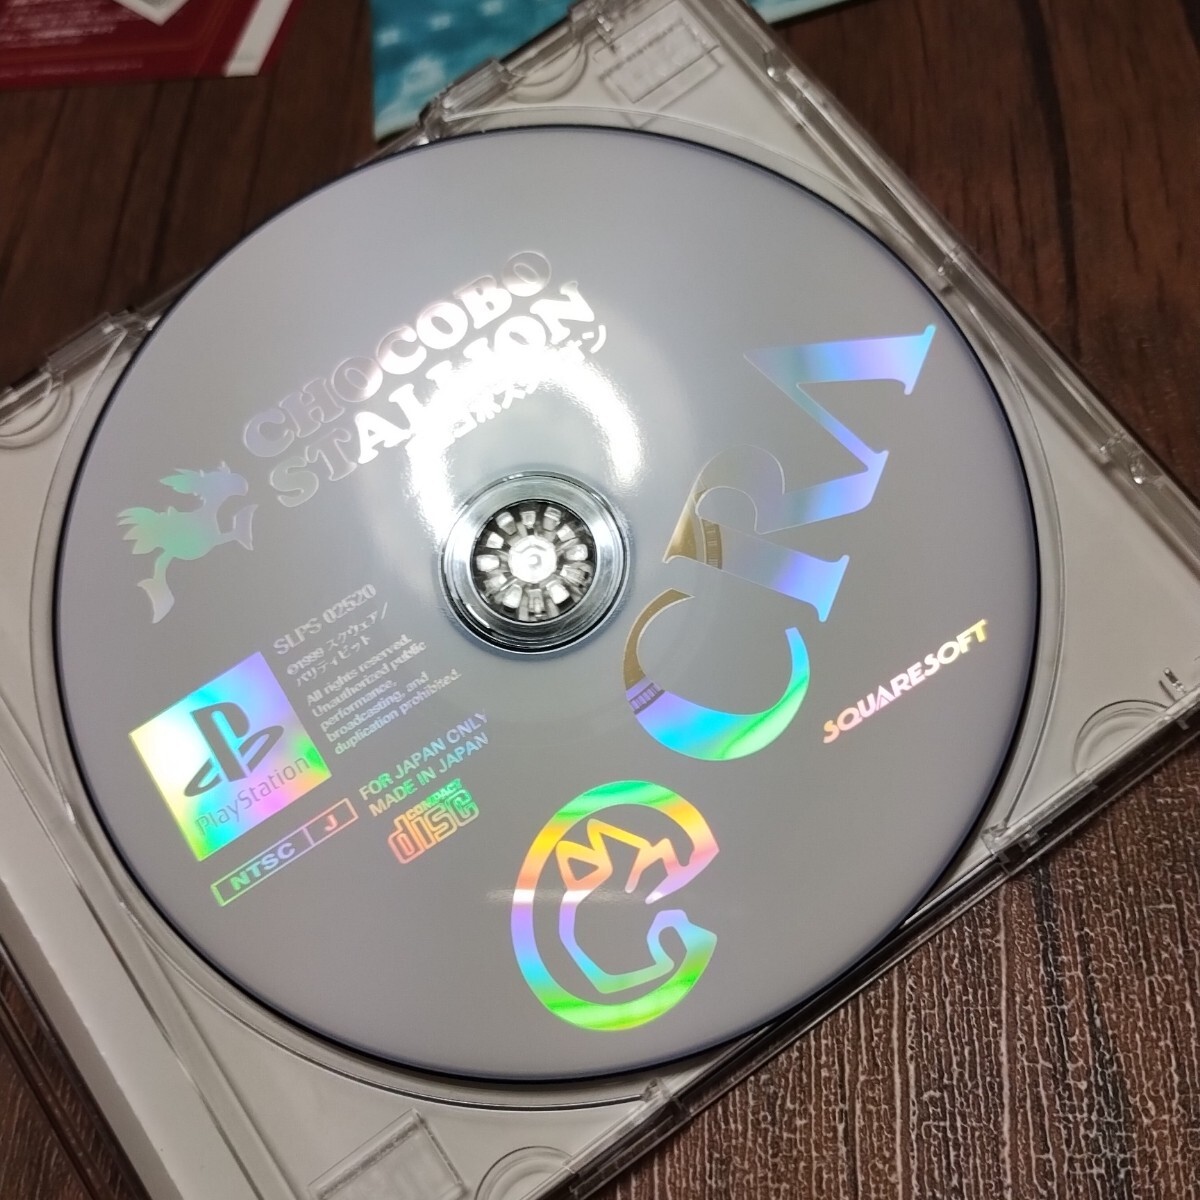 CHOCOBO
STALLION
CRA
SQUARESOFT
SLPS 02520
©1999 スクウェア/
パリティビット
All rights reserved.
Unauthorized public
performance,
broadcasting, and
duplication prohibited.
PlayStation
FOR JAPAN ONLY
MADE IN JAPAN
NTSC J
COMPACT
disc